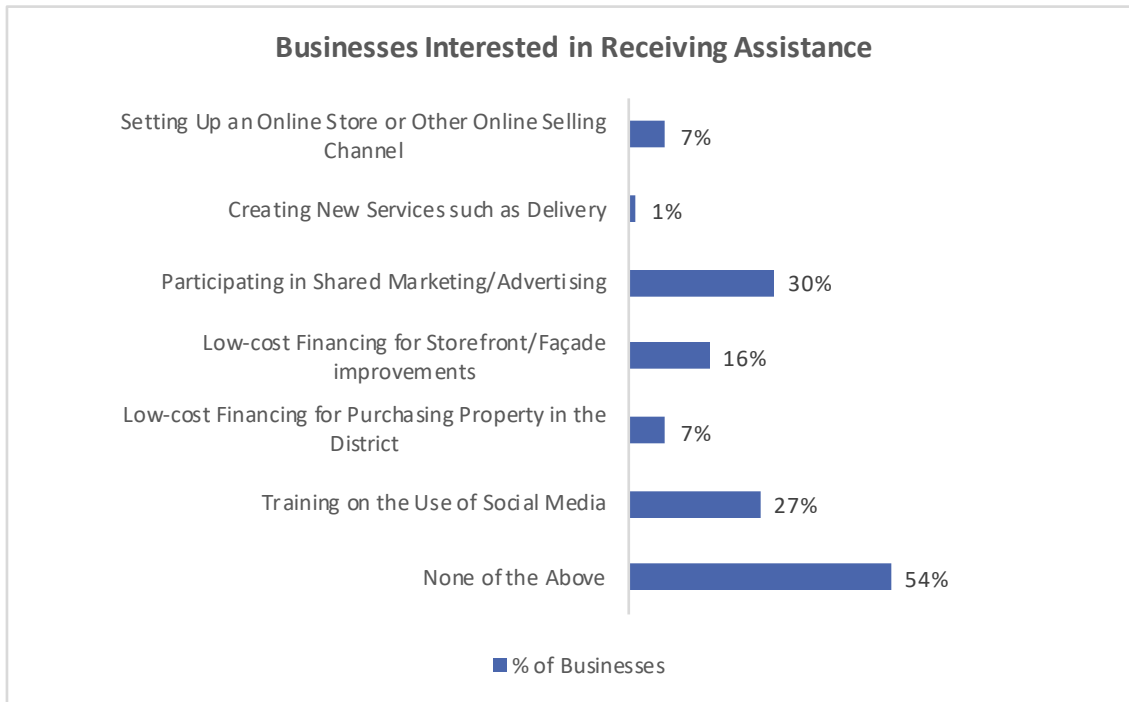 Businesses Interested in Receiving Assistance
Setting Up an Online Store or Other Online Selling
Channel
7%
Creating New Services such as Delivery
1%
Participating in Shared Marketing/Advertising
30%
Low-cost Financing for Storefront/Façade
improvements
16%
Low-cost Financing for Purchasing Property in the
District
7%
Training on the Use of Social Media
27%
None of the Above
54%
% of Businesses